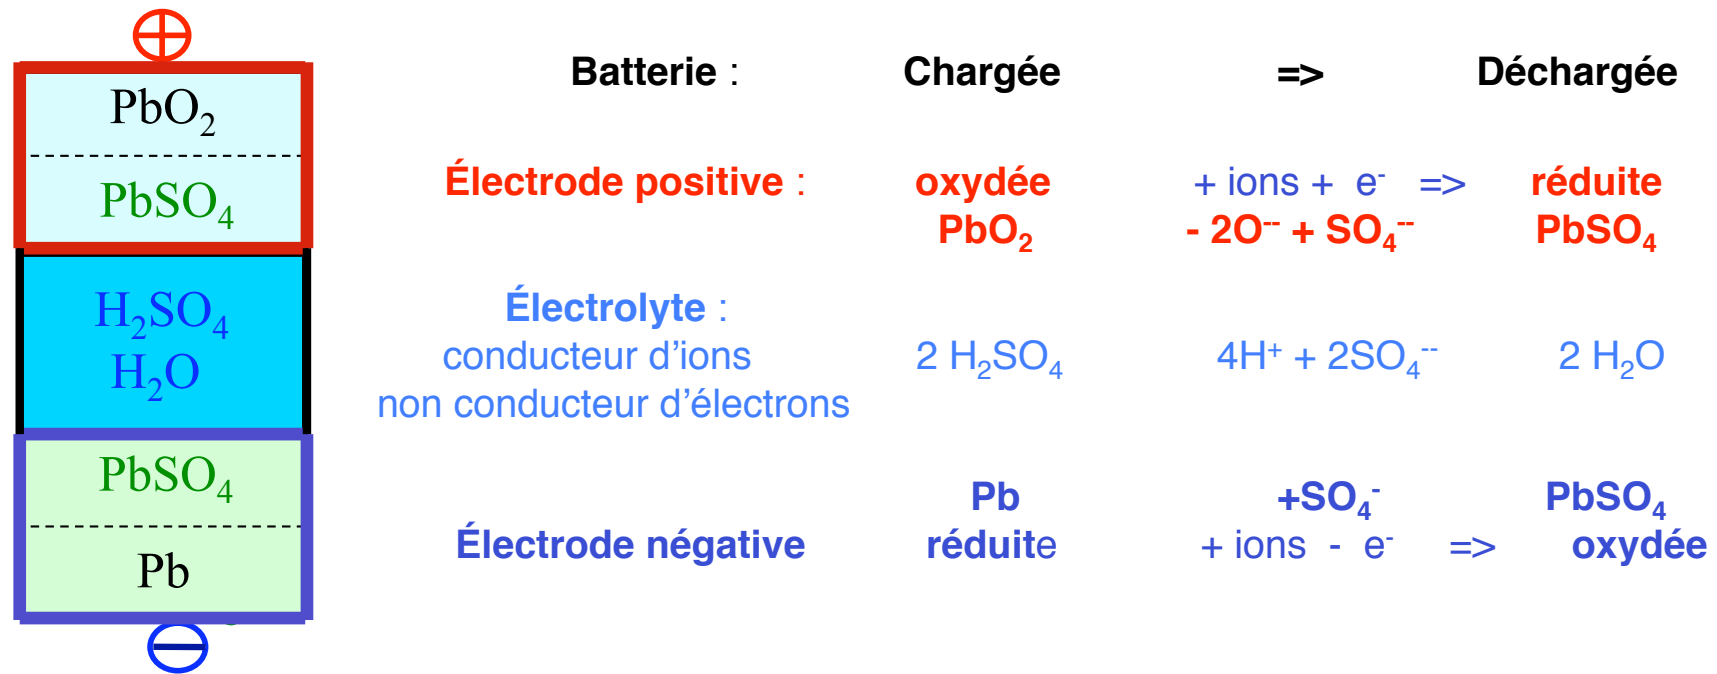 +
PbO₂
PbSO₄
H₂SO₄
H₂O
PbSO₄
Pb
−
Batterie : Chargée => Déchargée
Électrode positive : oxydée + ions + e⁻ => réduite
PbO₂ - 2O⁻⁻ + SO₄⁻⁻ PbSO₄
Électrolyte :
conducteur d’ions 2 H₂SO₄ 4H⁺ + 2SO₄⁻⁻ 2 H₂O
non conducteur d’électrons
Pb +SO₄⁻ PbSO₄
Électrode négative réduite + ions - e⁻ => oxydée